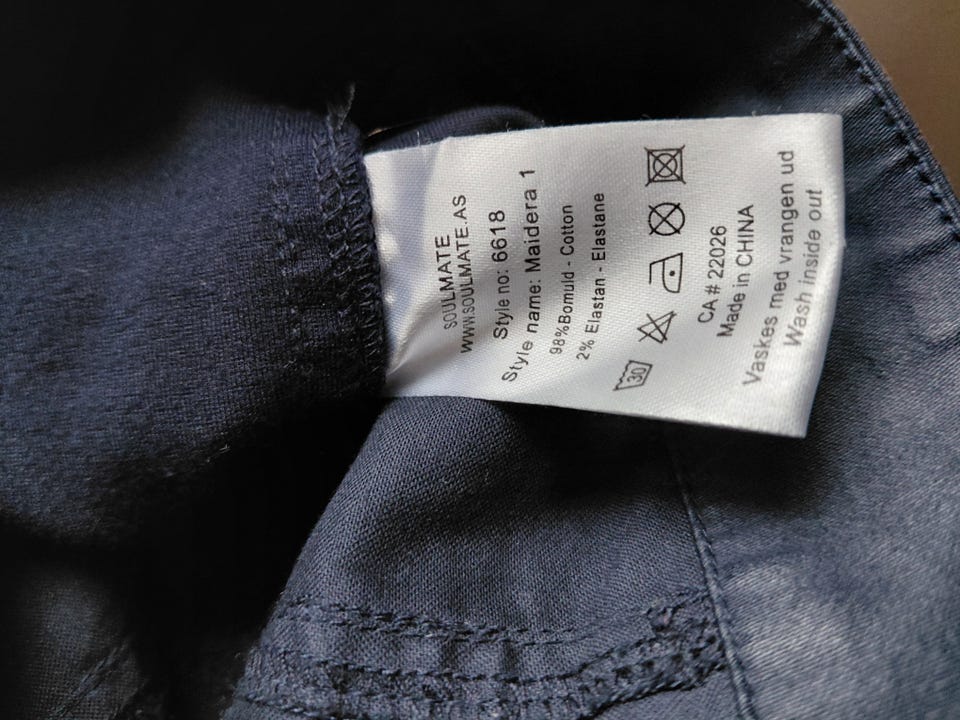 SOULMATE
WWW.SOULMATE.AS
Style no: 6618
Style name: Maidera 1
98%Bomuld - Cotton
2% Elastan - Elastane
30
CA # 22026
Made in CHINA
Vaskes med vrangen ud
Wash inside out